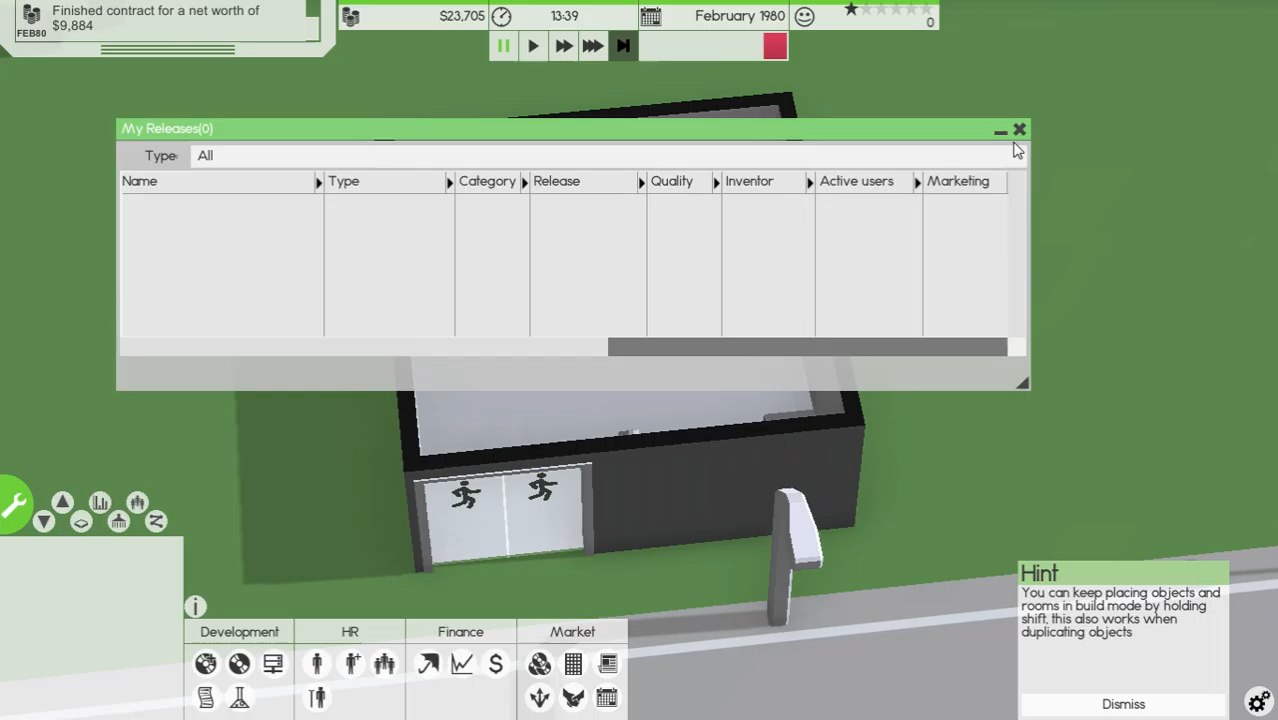 Finished contract for a net worth of
$9,884
FEB80
$23,705
13:39
February 1980
0
My Releases(0)
Type:
All
Name
Type
Category
Release
Quality
Inventor
Active users
Marketing
Development
HR
Finance
Market
Hint
You can keep placing objects and
rooms in build mode by holding
shift, this also works when
duplicating objects
Dismiss